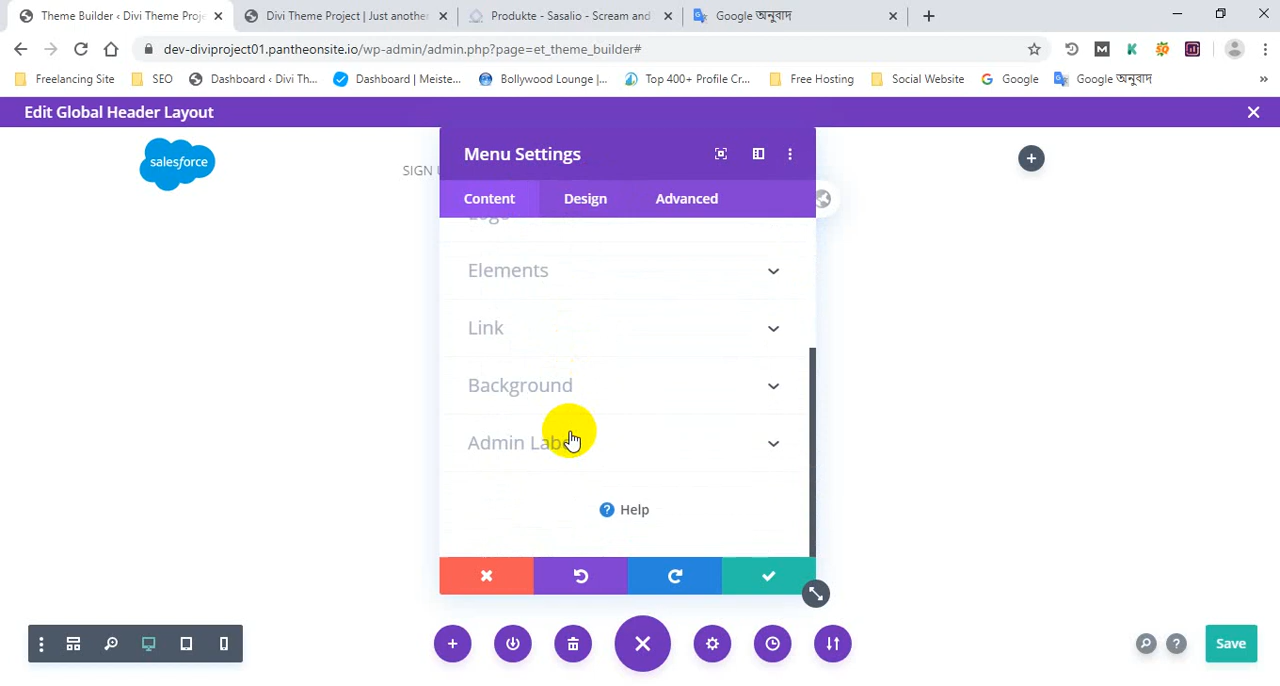 Theme Builder ‹ Divi Theme Proje
Divi Theme Project | Just another
Produkte - Sasalio - Scream and
Google অনুবাদ
dev-diviproject01.pantheonsite.io/wp-admin/admin.php?page=et_theme_builder#
Freelancing Site
SEO
Dashboard ‹ Divi Th...
Dashboard | Meiste...
Bollywood Lounge |...
Top 400+ Profile Cr...
Free Hosting
Social Website
Google
Google অনুবাদ
»
Edit Global Header Layout
salesforce
SIGN U
Menu Settings
Content
Design
Advanced
Logo
Elements
Link
Background
Admin Label
Help
Save